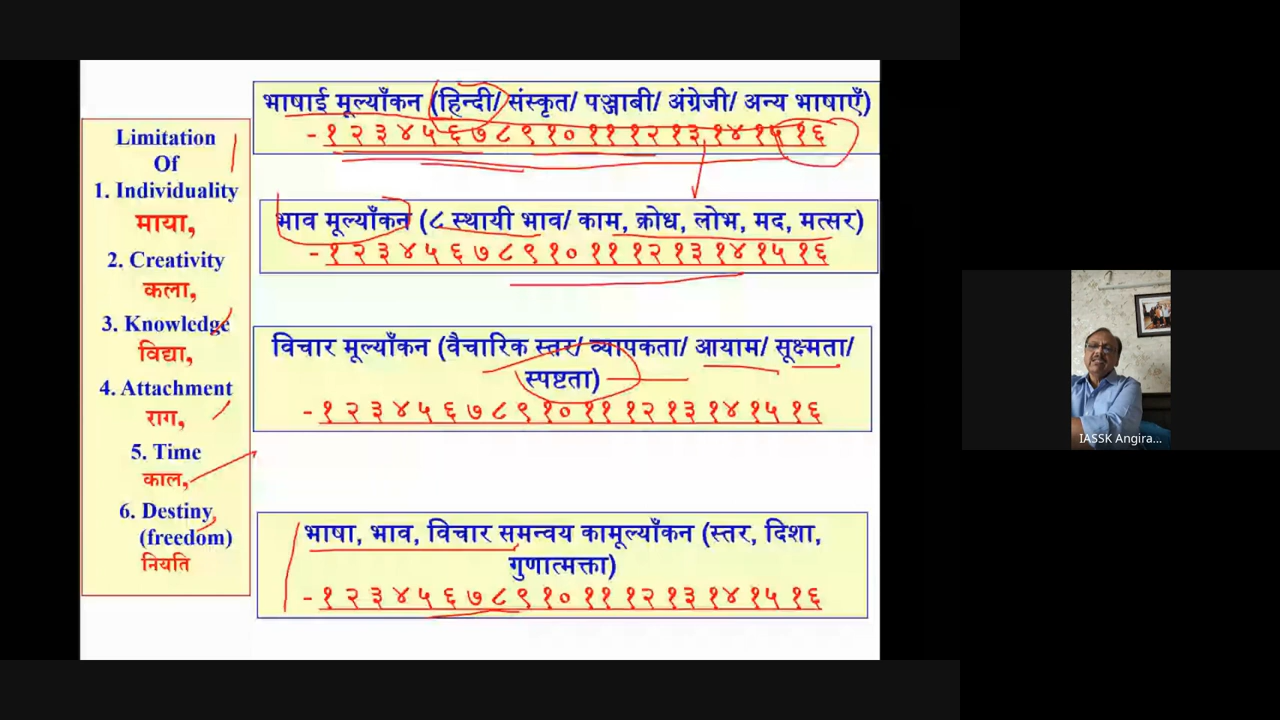 Limitation
Of
1. Individuality
माया,
2. Creativity
कला,
3. Knowledge
विद्या,
4. Attachment
राग,
5. Time
काल,
6. Destiny
(freedom)
नियति
भाषाई मूल्याँकन (हिन्दी/ संस्कृत/ पञ्जाबी/ अंग्रेजी/ अन्य भाषाएँ)
- १ २ ३ ४ ५ ६ ७ ८ ९ १० ११ १२ १३ १४ १५ १६
भाव मूल्याँकन (८ स्थायी भाव/ काम, क्रोध, लोभ, मद, मत्सर)
- १ २ ३ ४ ५ ६ ७ ८ ९ १० ११ १२ १३ १४ १५ १६
विचार मूल्याँकन (वैचारिक स्तर/ व्यापकता/ आयाम/ सूक्ष्मता/
स्पष्टता)
- १ २ ३ ४ ५ ६ ७ ८ ९ १० ११ १२ १३ १४ १५ १६
भाषा, भाव, विचार समन्वय कामूल्याँकन (स्तर, दिशा,
गुणात्मक्ता)
- १ २ ३ ४ ५ ६ ७ ८ ९ १० ११ १२ १३ १४ १५ १६
IASSK Angira...